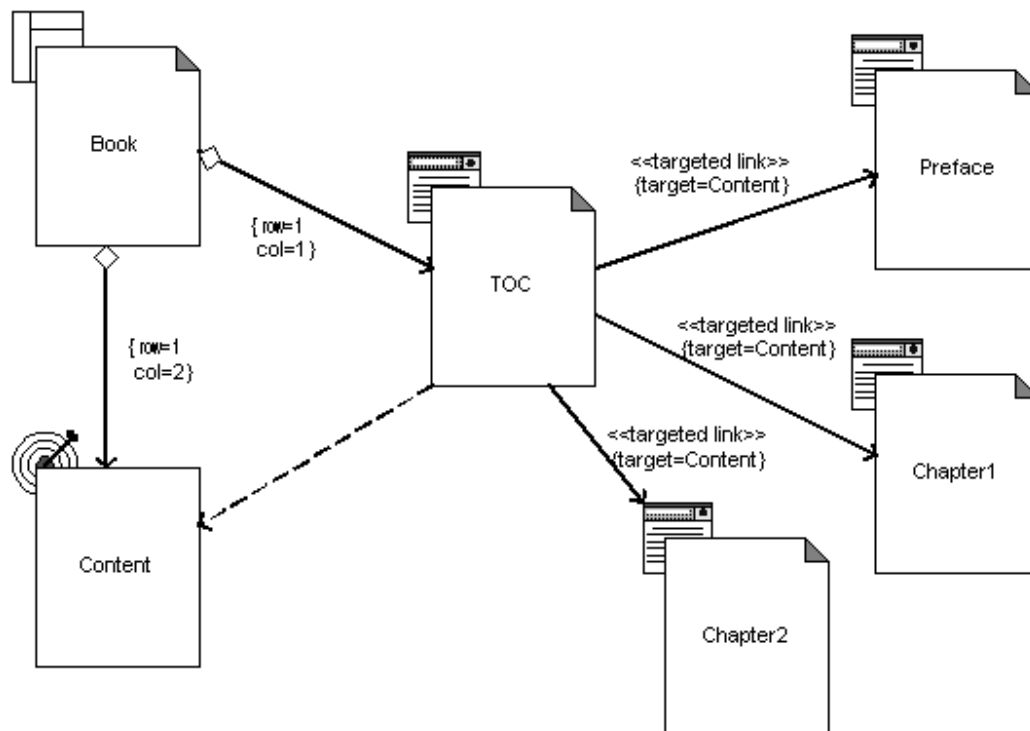 Book
{ row=1
col=1}
{ row=1
col=2}
Content
TOC
<<targeted link>>
{target=Content}
Preface
<<targeted link>>
{target=Content}
Chapter1
<<targeted link>>
{target=Content}
Chapter2